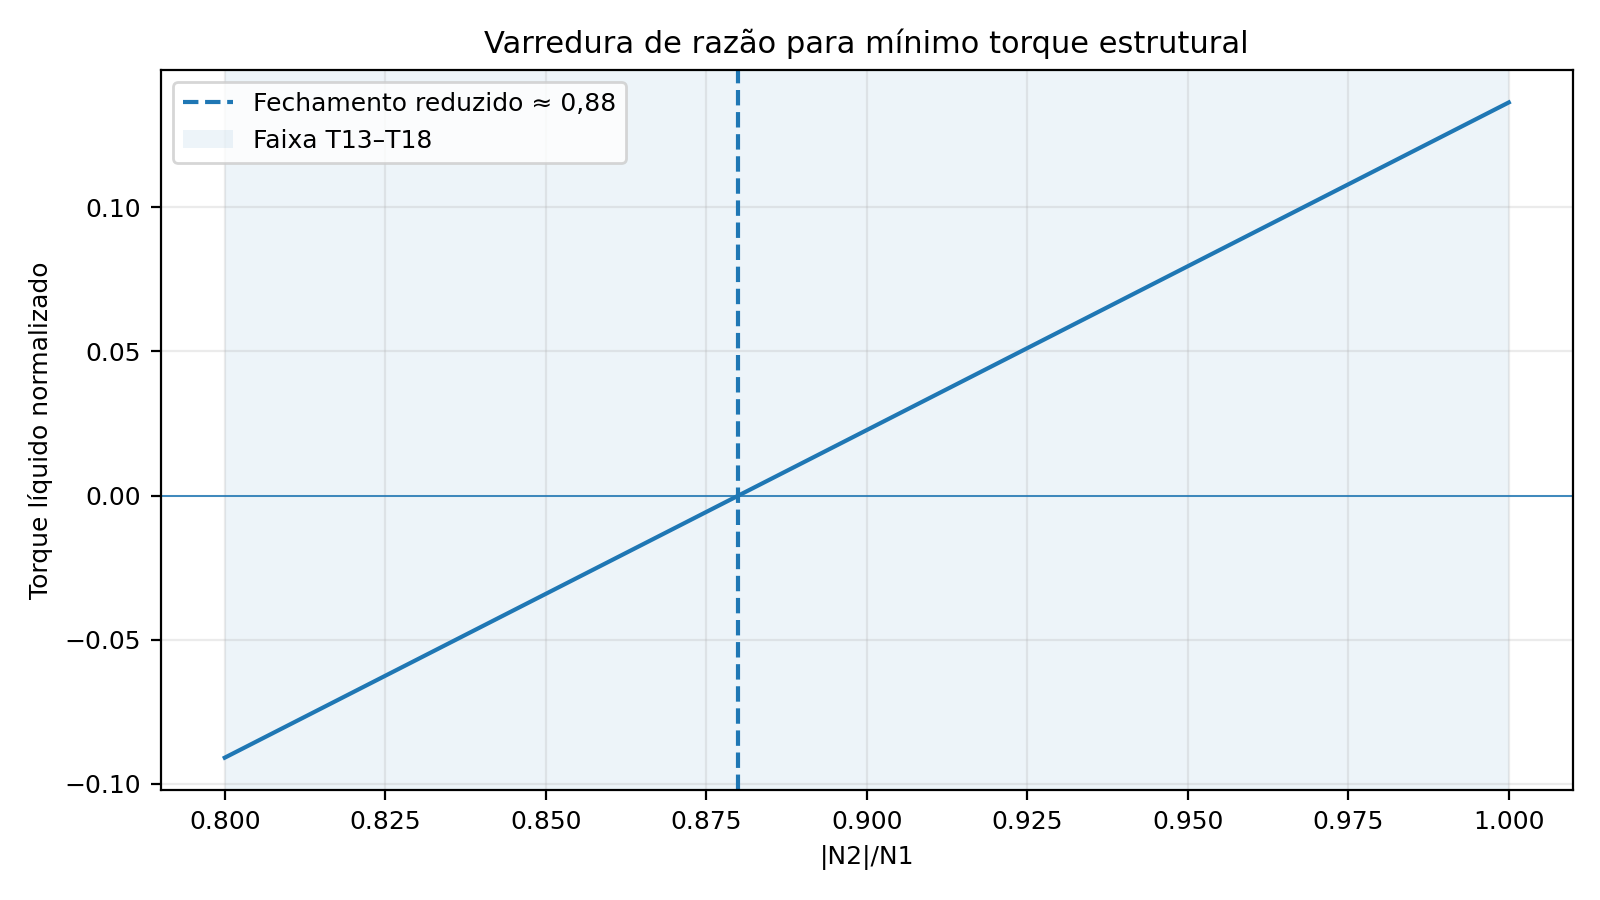 Varredura de razão para mínimo torque estrutural
Fechamento reduzido ≈ 0,88
Faixa T13–T18
Torque líquido normalizado
0.10
0.05
0.00
−0.05
−0.10
0.800 0.825 0.850 0.875 0.900 0.925 0.950 0.975 1.000
|N2|/N1